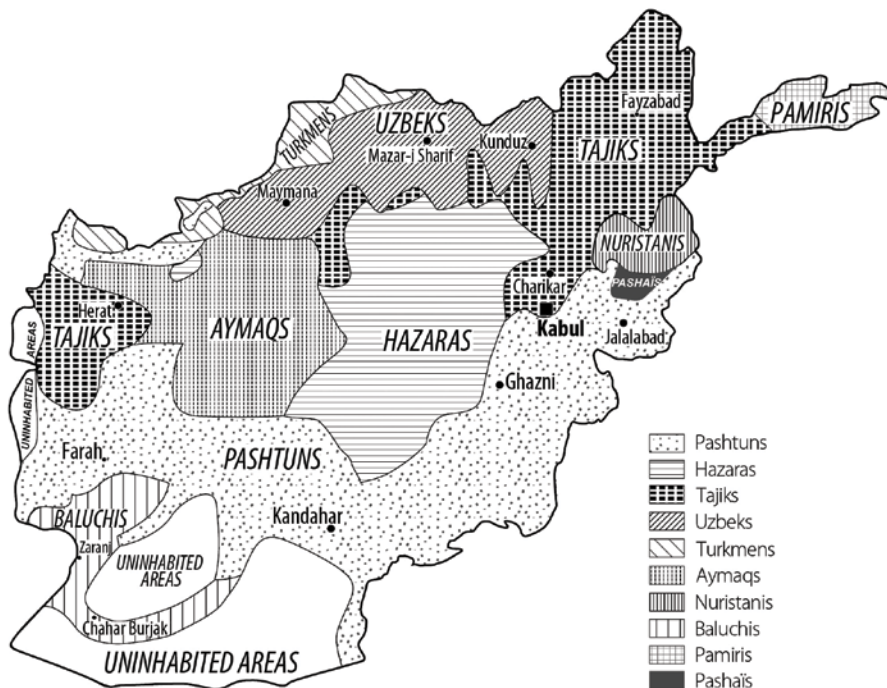 Fayzabad
PAMIRIS
TURKMENS
UZBEKS
Kunduz
Mazar-i Sharif
TAJIKS
Maymana
NURISTANIS
PASHAÏS
Charikar
Herat
TAJIKS
AYMAQS
HAZARAS
Kabul
Jalalabad
UNINHABITED AREAS
UNINHABITED AREAS
Ghazni
Farah
PASHTUNS
Kandahar
BALUCHIS
Zaranj
UNINHABITED
AREAS
Chahar Burjak
UNINHABITED AREAS
Pashtuns
Hazaras
Tajiks
Uzbeks
Turkmens
Aymaqs
Nuristanis
Baluchis
Pamiris
Pashaïs